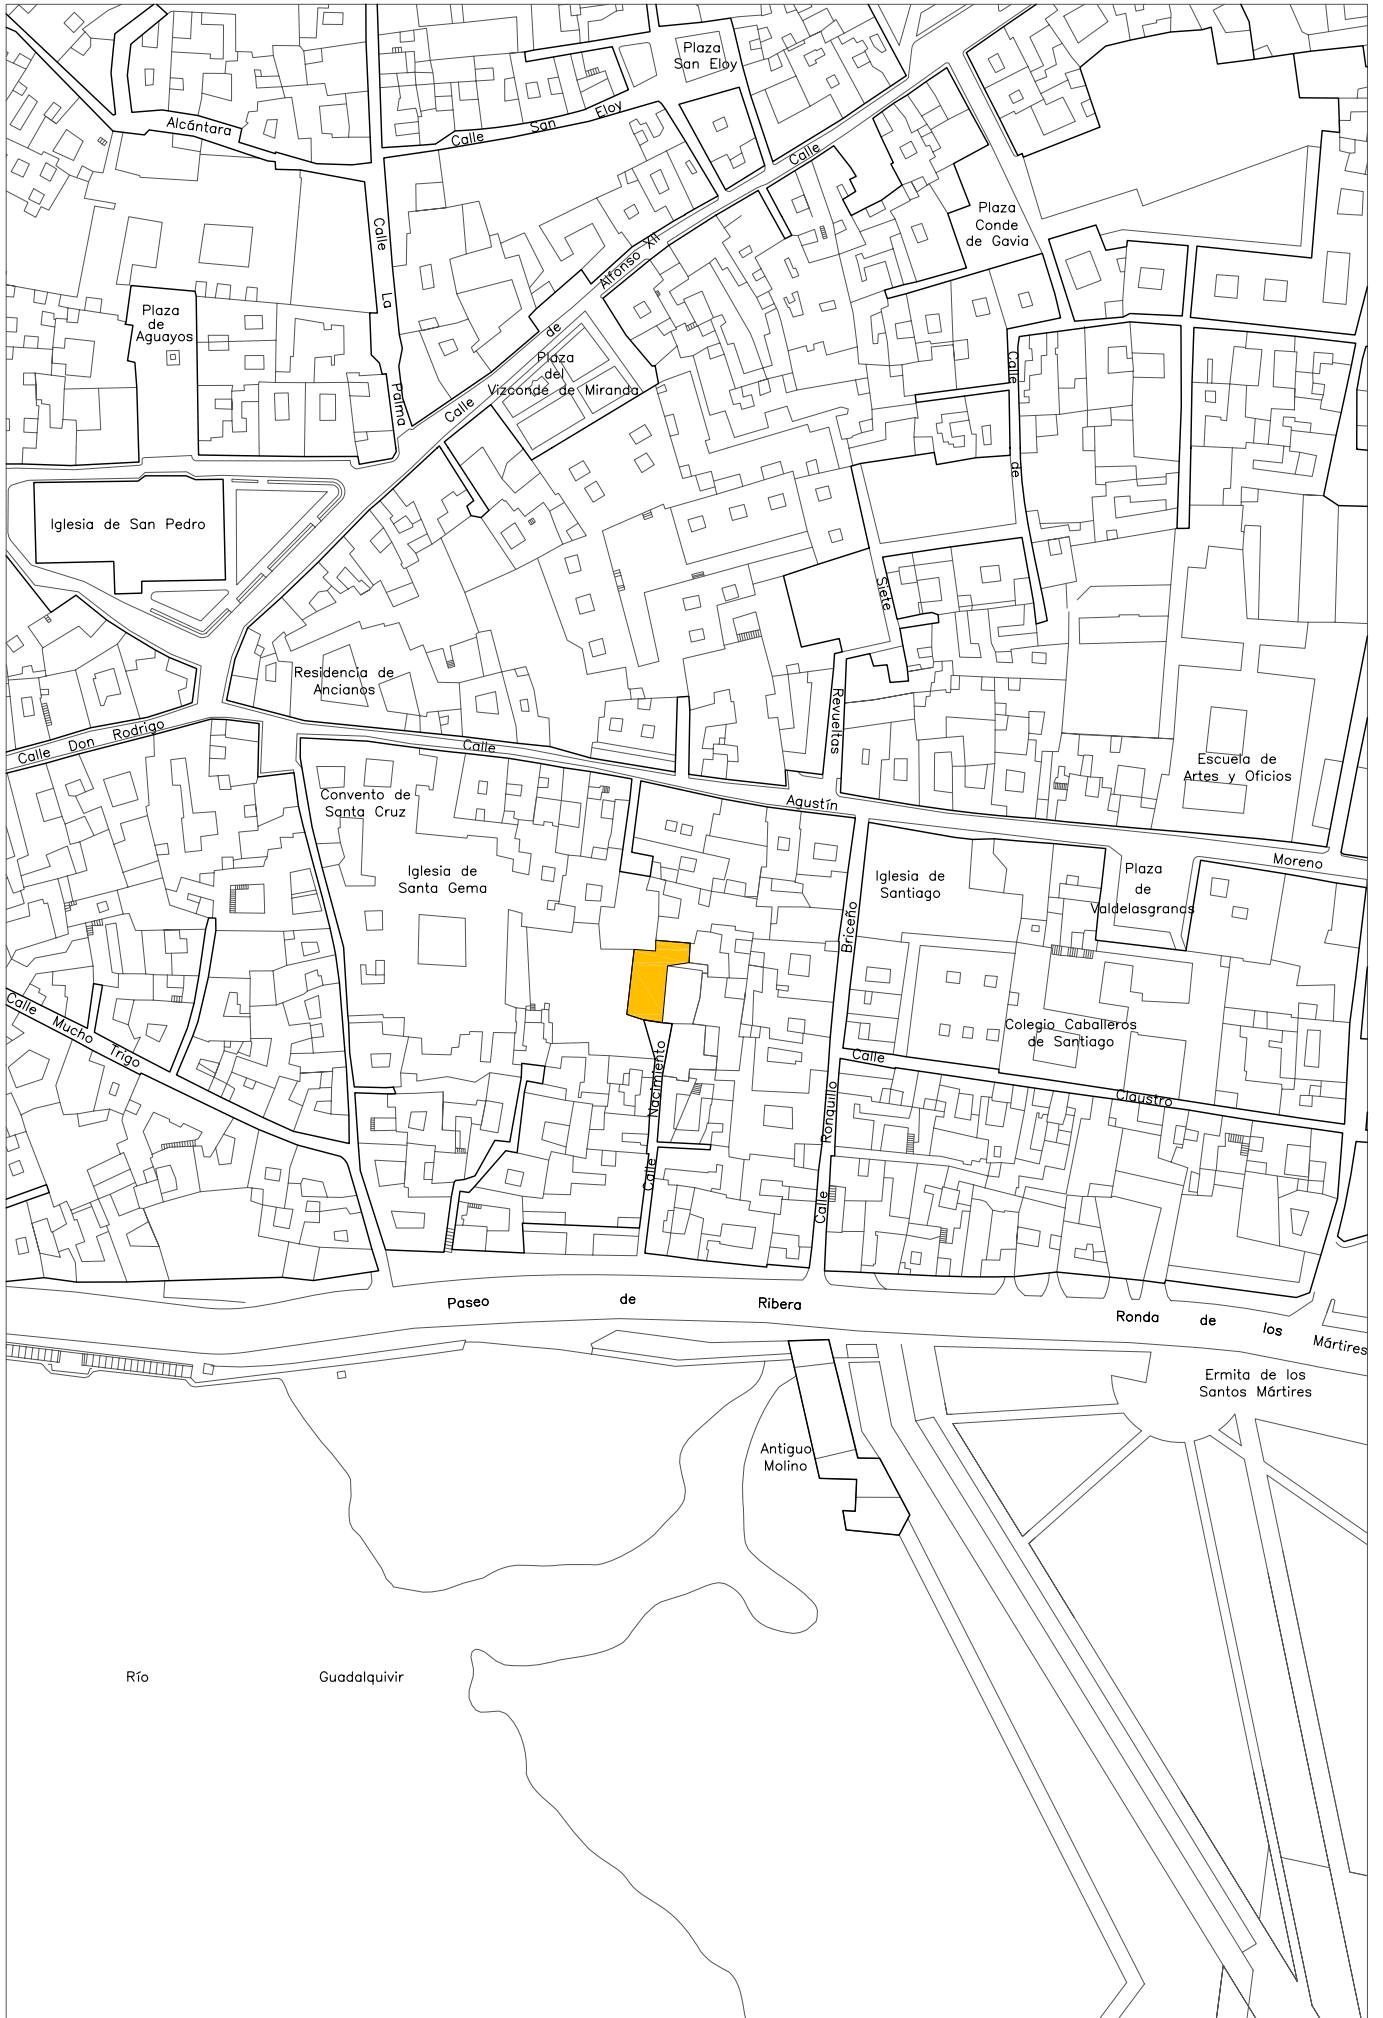 Plaza
San Eloy
Alcántara
Calle San Eloy
Calle
Plaza
Conde
de Gavia
Calle La Palma
Alfonso XII
de
Calle
Plaza
de
Aguayos
Plaza
del
Vizconde de Miranda
Calle
de
Siete
Revueltas
Iglesia de San Pedro
Residencia de
Ancianos
Calle Don Rodrigo
Calle
Agustín
Moreno
Escuela de
Artes y Oficios
Convento de
Santa Cruz
Iglesia de
Santa Gema
Iglesia de
Santiago
Plaza
de
Valdelasgranas
Briceño
Ronquillo
Calle
Calle Mucho Trigo
Colegio Caballeros
de Santiago
Calle
Claustro
Nacimiento
Calle
Paseo de Ribera
Ronda de los Mártires
Ermita de los
Santos Mártires
Antiguo
Molino
Río Guadalquivir